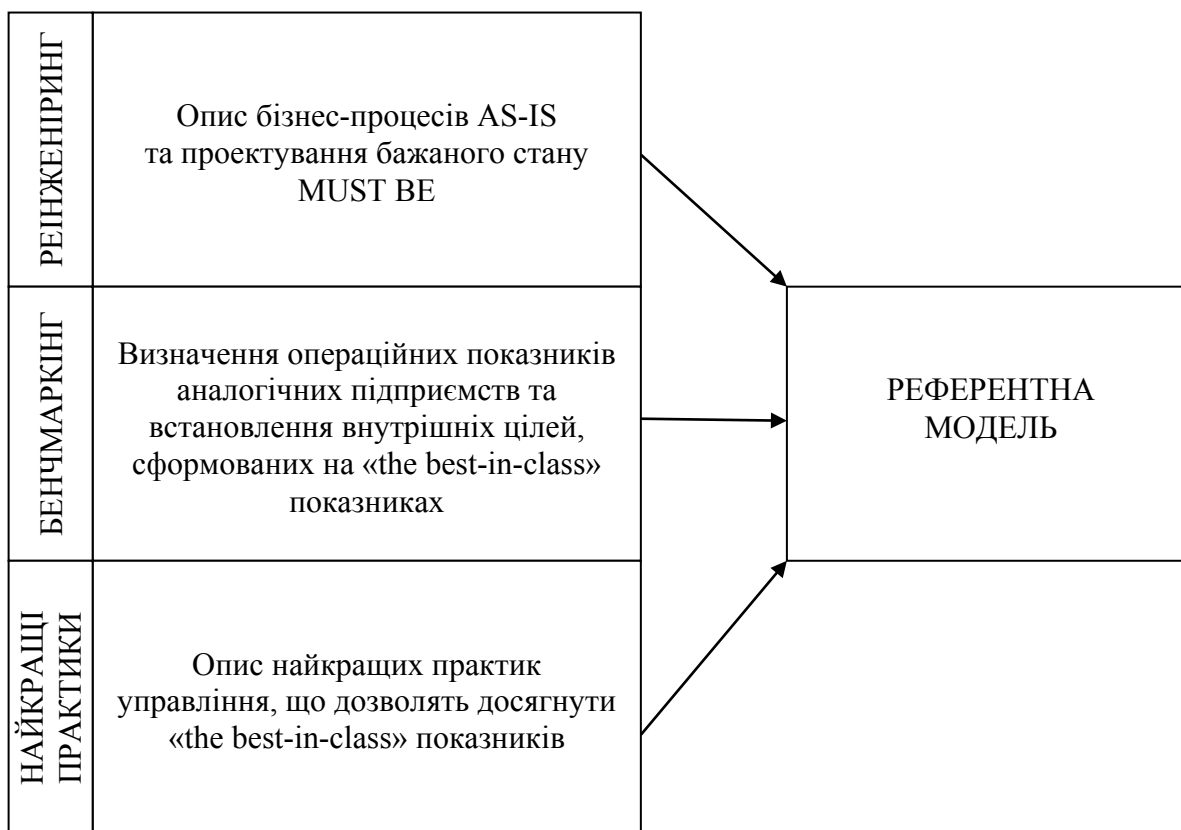 РЕІНЖЕНІРИНГ
Опис бізнес-процесів AS-IS
та проектування бажаного стану
MUST BE
БЕНЧМАРКІНГ
Визначення операційних показників
аналогічних підприємств та
встановлення внутрішніх цілей,
сформованих на «the best-in-class»
показниках
НАЙКРАЩІ
ПРАКТИКИ
Опис найкращих практик
управління, що дозволять досягнути
«the best-in-class» показників
РЕФЕРЕНТНА
МОДЕЛЬ